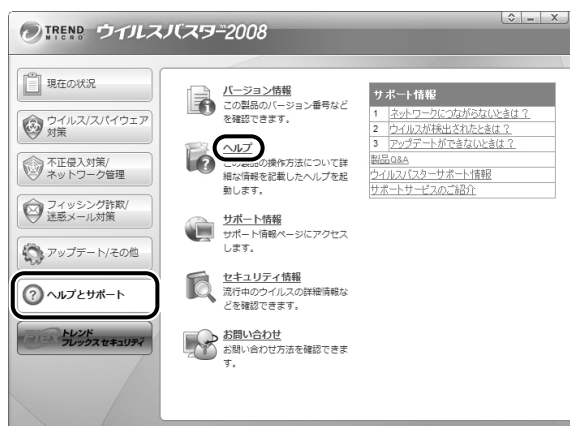 TREND MICRO ウイルスバスター™2008
現在の状況
ウイルス/スパイウェア
対策
不正侵入対策/
ネットワーク管理
フィッシング詐欺/
迷惑メール対策
アップデート/その他
ヘルプとサポート
Flex トレンド
フレックス セキュリティ
バージョン情報
この製品のバージョン番号など
を確認できます。
ヘルプ
この製品の操作方法について詳
細な情報を記載したヘルプを起
動します。
サポート情報
サポート情報ページにアクセス
します。
セキュリティ情報
流行中のウイルスの詳細情報な
どを確認できます。
お問い合わせ
お問い合わせ方法を確認できま
す。
サポート情報
1 ネットワークにつながらないときは?
2 ウイルスが検出されたときは?
3 アップデートができないときは?
製品Q&A
ウイルスバスターサポート情報
サポートサービスのご紹介